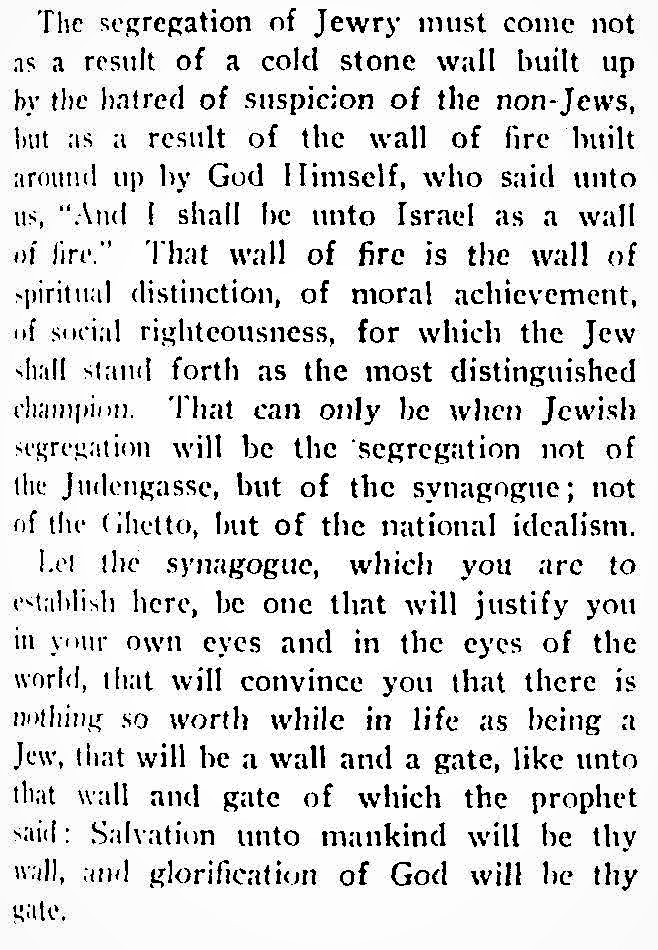 The segregation of Jewry must come not
as a result of a cold stone wall built up
by the hatred of suspicion of the non-Jews,
but as a result of the wall of fire built
around up by God Himself, who said unto
us, "And I shall be unto Israel as a wall
of fire." That wall of fire is the wall of
spiritual distinction, of moral achievement,
of social righteousness, for which the Jew
shall stand forth as the most distinguished
champion. That can only be when Jewish
segregation will be the segregation not of
the Judengasse, but of the synagogue; not
of the Ghetto, but of the national idealism.
Let the synagogue, which you are to
establish here, be one that will justify you
in your own eyes and in the eyes of the
world, that will convince you that there is
nothing so worth while in life as being a
Jew, that will be a wall and a gate, like unto
that wall and gate of which the prophet
said: Salvation unto mankind will be thy
wall, and glorification of God will be thy
gate.